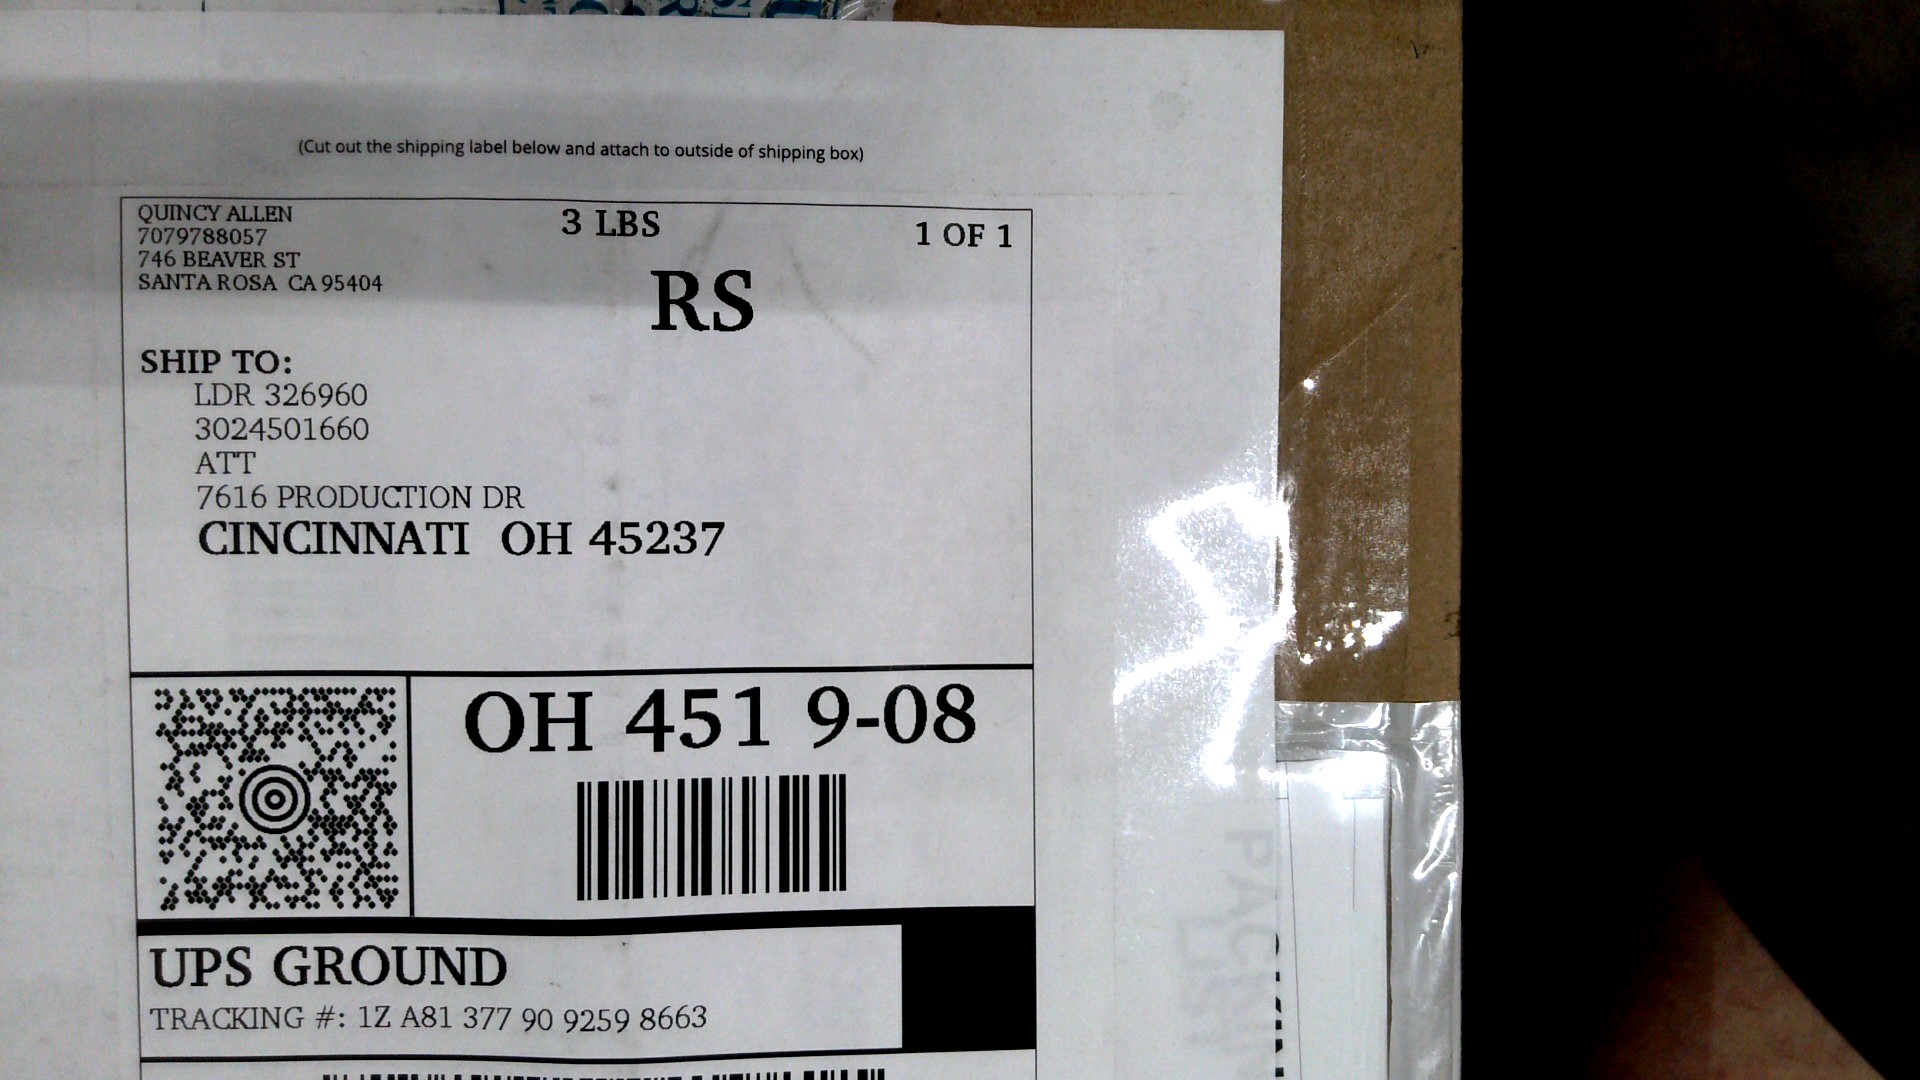 (Cut out the shipping label below and attach to outside of shipping box)
QUINCY ALLEN
7079788057
746 BEAVER ST
SANTA ROSA CA 95404
3 LBS
1 OF 1
RS
SHIP TO:
LDR 326960
3024501660
ATT
7616 PRODUCTION DR
CINCINNATI OH 45237
OH 451 9-08
UPS GROUND
TRACKING #: 1Z A81 377 90 9259 8663